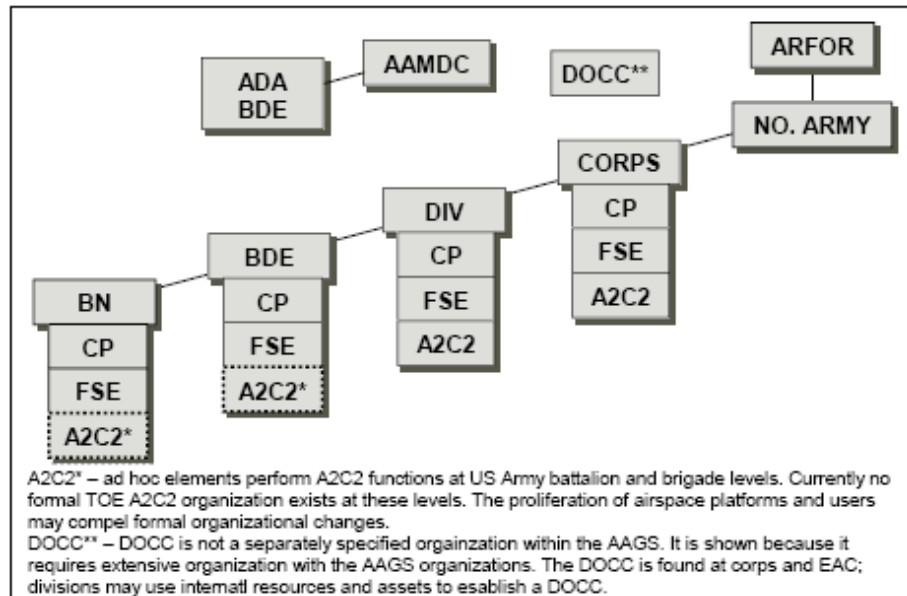 ARFOR
AAMDC
DOCC**
ADA
BDE
NO. ARMY
CORPS
CP
FSE
A2C2
DIV
CP
FSE
A2C2
BDE
CP
FSE
A2C2*
BN
CP
FSE
A2C2*
A2C2* – ad hoc elements perform A2C2 functions at US Army battalion and brigade levels. Currently no
formal TOE A2C2 organization exists at these levels. The proliferation of airspace platforms and users
may compel formal organizational changes.
DOCC** – DOCC is not a separately specified orgainzation within the AAGS. It is shown because it
requires extensive organization with the AAGS organizations. The DOCC is found at corps and EAC;
divisions may use internatl resources and assets to esablish a DOCC.